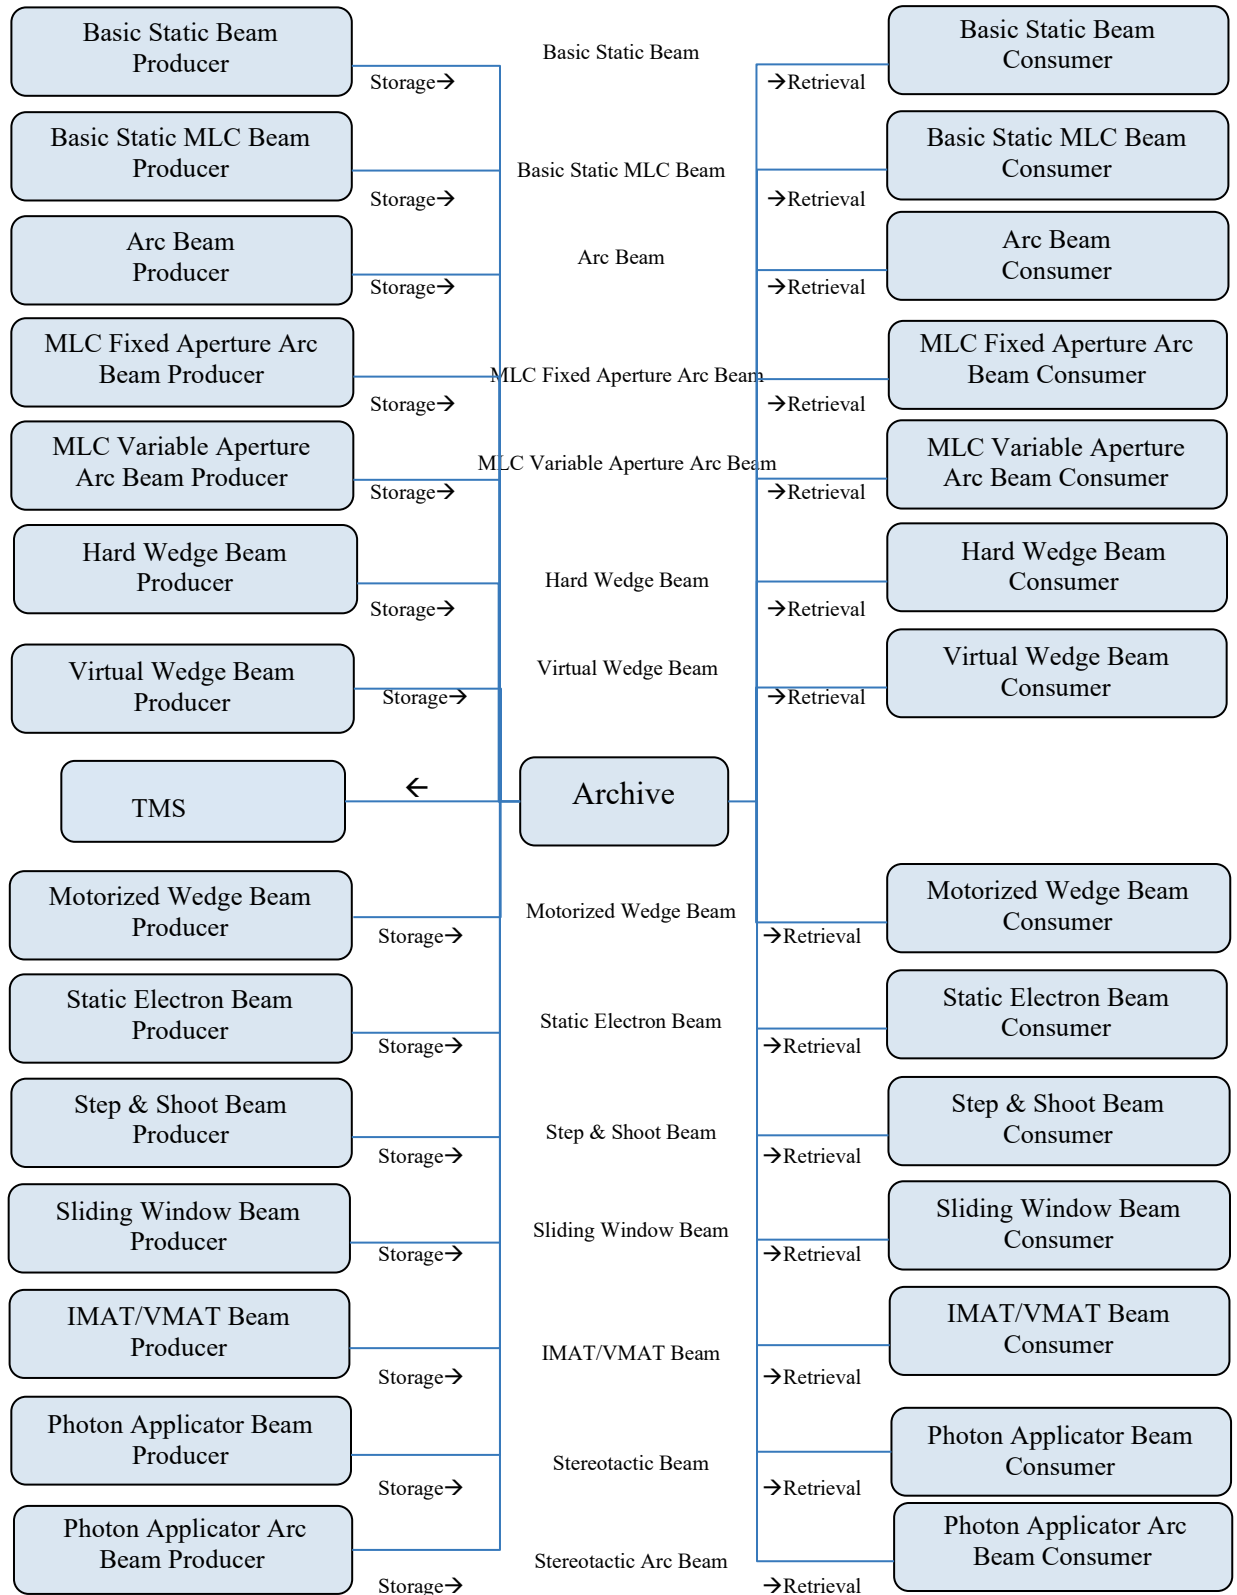 Basic Static Beam
Producer
Storage→
Basic Static Beam
→Retrieval
Basic Static Beam
Consumer
Basic Static MLC Beam
Producer
Storage→
Basic Static MLC Beam
→Retrieval
Basic Static MLC Beam
Consumer
Arc Beam
Producer
Storage→
Arc Beam
→Retrieval
Arc Beam
Consumer
MLC Fixed Aperture Arc
Beam Producer
Storage→
MLC Fixed Aperture Arc Beam
→Retrieval
MLC Fixed Aperture Arc
Beam Consumer
MLC Variable Aperture
Arc Beam Producer
Storage→
MLC Variable Aperture Arc Beam
→Retrieval
MLC Variable Aperture
Arc Beam Consumer
Hard Wedge Beam
Producer
Storage→
Hard Wedge Beam
→Retrieval
Hard Wedge Beam
Consumer
Virtual Wedge Beam
Producer
Storage→
Virtual Wedge Beam
→Retrieval
Virtual Wedge Beam
Consumer
TMS
←
Archive
Motorized Wedge Beam
Producer
Storage→
Motorized Wedge Beam
→Retrieval
Motorized Wedge Beam
Consumer
Static Electron Beam
Producer
Storage→
Static Electron Beam
→Retrieval
Static Electron Beam
Consumer
Step & Shoot Beam
Producer
Storage→
Step & Shoot Beam
→Retrieval
Step & Shoot Beam
Consumer
Sliding Window Beam
Producer
Storage→
Sliding Window Beam
→Retrieval
Sliding Window Beam
Consumer
IMAT/VMAT Beam
Producer
Storage→
IMAT/VMAT Beam
→Retrieval
IMAT/VMAT Beam
Consumer
Photon Applicator Beam
Producer
Storage→
Stereotactic Beam
→Retrieval
Photon Applicator Beam
Consumer
Photon Applicator Arc
Beam Producer
Storage→
Stereotactic Arc Beam
→Retrieval
Photon Applicator Arc
Beam Consumer